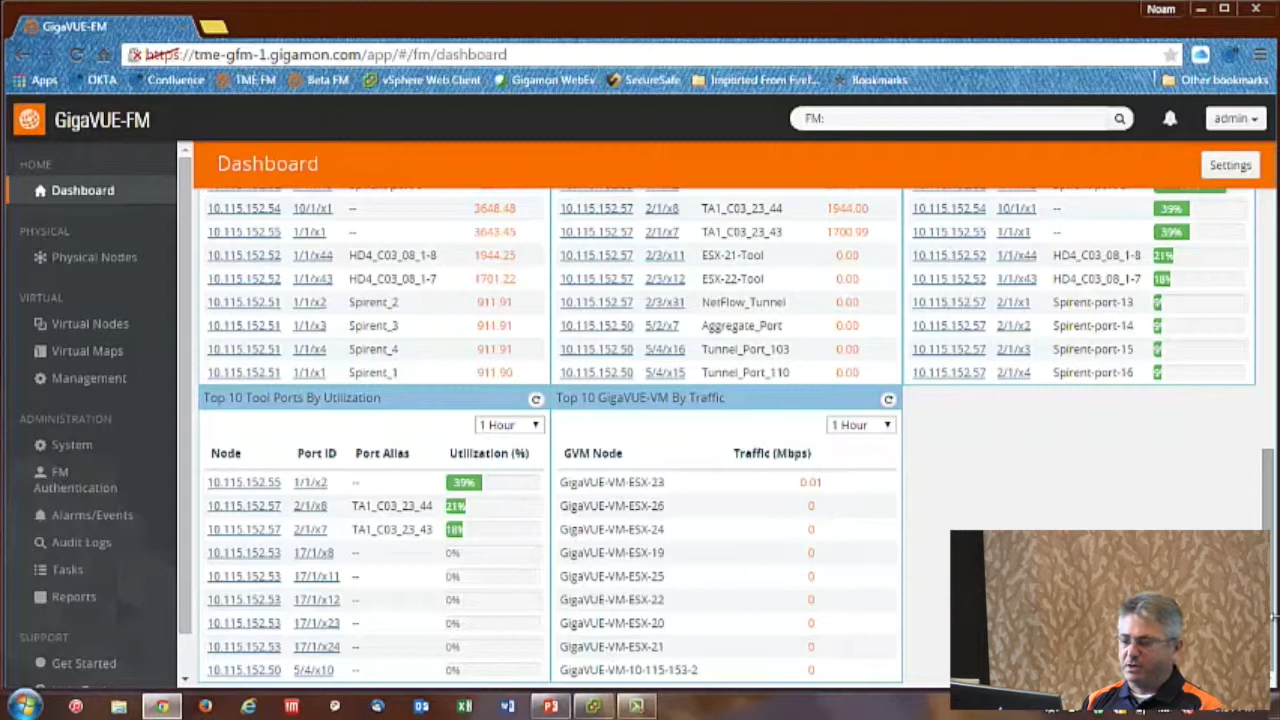 Noam
GigaVUE-FM
https://tme-gfm-1.gigamon.com/app/#/fm/dashboard
Apps OKTA Confluence TME FM Beta FM vSphere Web Client Gigamon WebEx SecureSafe Imported From Firef... Bookmarks Other bookmarks
GigaVUE-FM FM: admin
HOME
Dashboard
PHYSICAL
Physical Nodes
VIRTUAL
Virtual Nodes
Virtual Maps
Management
ADMINISTRATION
System
FM
Authentication
Alarms/Events
Audit Logs
Tasks
Reports
SUPPORT
Get Started
Dashboard Settings
10.115.152.54 10/1/x1 -- 3648.48
10.115.152.55 1/1/x1 -- 3643.45
10.115.152.52 1/1/x44 HD4_C03_08_1-8 1944.25
10.115.152.52 1/1/x43 HD4_C03_08_1-7 1701.22
10.115.152.51 1/1/x2 Spirent_2 911.91
10.115.152.51 1/1/x3 Spirent_3 911.91
10.115.152.51 1/1/x4 Spirent_4 911.91
10.115.152.51 1/1/x1 Spirent_1 911.90
10.115.152.57 2/1/x8 TA1_C03_23_44 1944.00
10.115.152.57 2/1/x7 TA1_C03_23_43 1700.99
10.115.152.57 2/3/x11 ESX-21-Tool 0.00
10.115.152.57 2/3/x12 ESX-22-Tool 0.00
10.115.152.57 2/3/x31 NetFlow_Tunnel 0.00
10.115.152.50 5/2/x7 Aggregate_Port 0.00
10.115.152.50 5/4/x16 Tunnel_Port_103 0.00
10.115.152.50 5/4/x15 Tunnel_Port_110 0.00
10.115.152.54 10/1/x1 -- 39%
10.115.152.55 1/1/x1 -- 39%
10.115.152.52 1/1/x44 HD4_C03_08_1-8 21%
10.115.152.52 1/1/x43 HD4_C03_08_1-7 18%
10.115.152.57 2/1/x1 Spirent-port-13
10.115.152.57 2/1/x2 Spirent-port-14
10.115.152.57 2/1/x3 Spirent-port-15
10.115.152.57 2/1/x4 Spirent-port-16
Top 10 Tool Ports By Utilization
1 Hour
Node Port ID Port Alias Utilization (%)
10.115.152.55 1/1/x2 -- 39%
10.115.152.57 2/1/x8 TA1_C03_23_44 21%
10.115.152.57 2/1/x7 TA1_C03_23_43 18%
10.115.152.53 17/1/x8 -- 0%
10.115.152.53 17/1/x11 -- 0%
10.115.152.53 17/1/x12 -- 0%
10.115.152.53 17/1/x23 -- 0%
10.115.152.53 17/1/x24 -- 0%
10.115.152.50 5/4/x10 -- 0%
Top 10 GigaVUE-VM By Traffic
1 Hour
GVM Node Traffic (Mbps)
GigaVUE-VM-ESX-23 0.01
GigaVUE-VM-ESX-26 0
GigaVUE-VM-ESX-24 0
GigaVUE-VM-ESX-19 0
GigaVUE-VM-ESX-25 0
GigaVUE-VM-ESX-22 0
GigaVUE-VM-ESX-20 0
GigaVUE-VM-ESX-21 0
GigaVUE-VM-10-115-153-2 0